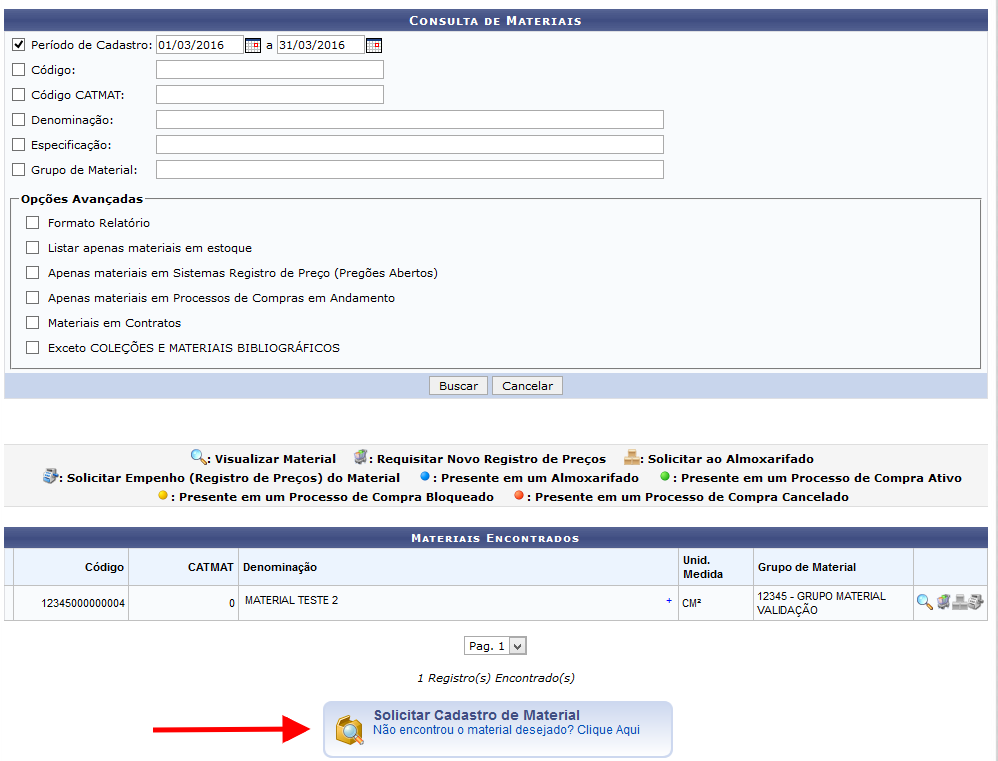 CONSULTA DE MATERIAIS
Período de Cadastro: 01/03/2016 a 31/03/2016
Código:
Código CATMAT:
Denominação:
Especificação:
Grupo de Material:
Opções Avançadas
Formato Relatório
Listar apenas materiais em estoque
Apenas materiais em Sistemas Registro de Preço (Pregões Abertos)
Apenas materiais em Processos de Compras em Andamento
Materiais em Contratos
Exceto COLEÇÕES E MATERIAIS BIBLIOGRÁFICOS
Buscar Cancelar
: Visualizar Material : Requisitar Novo Registro de Preços : Solicitar ao Almoxarifado
: Solicitar Empenho (Registro de Preços) do Material : Presente em um Almoxarifado : Presente em um Processo de Compra Ativo
: Presente em um Processo de Compra Bloqueado : Presente em um Processo de Compra Cancelado
MATERIAIS ENCONTRADOS
Código CATMAT Denominação Unid. Medida Grupo de Material
12345000000004 0 MATERIAL TESTE 2 + CM² 12345 - GRUPO MATERIAL VALIDAÇÃO
Pag. 1
1 Registro(s) Encontrado(s)
Solicitar Cadastro de Material
Não encontrou o material desejado? Clique Aqui